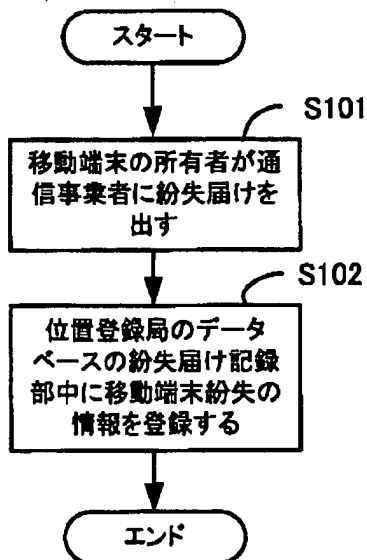 スタート
S101
移動端末の所有者が通
信事業者に紛失届けを
出す
S102
位置登録局のデータ
ベースの紛失届け記録
部中に移動端末紛失の
情報を登録する
エンド